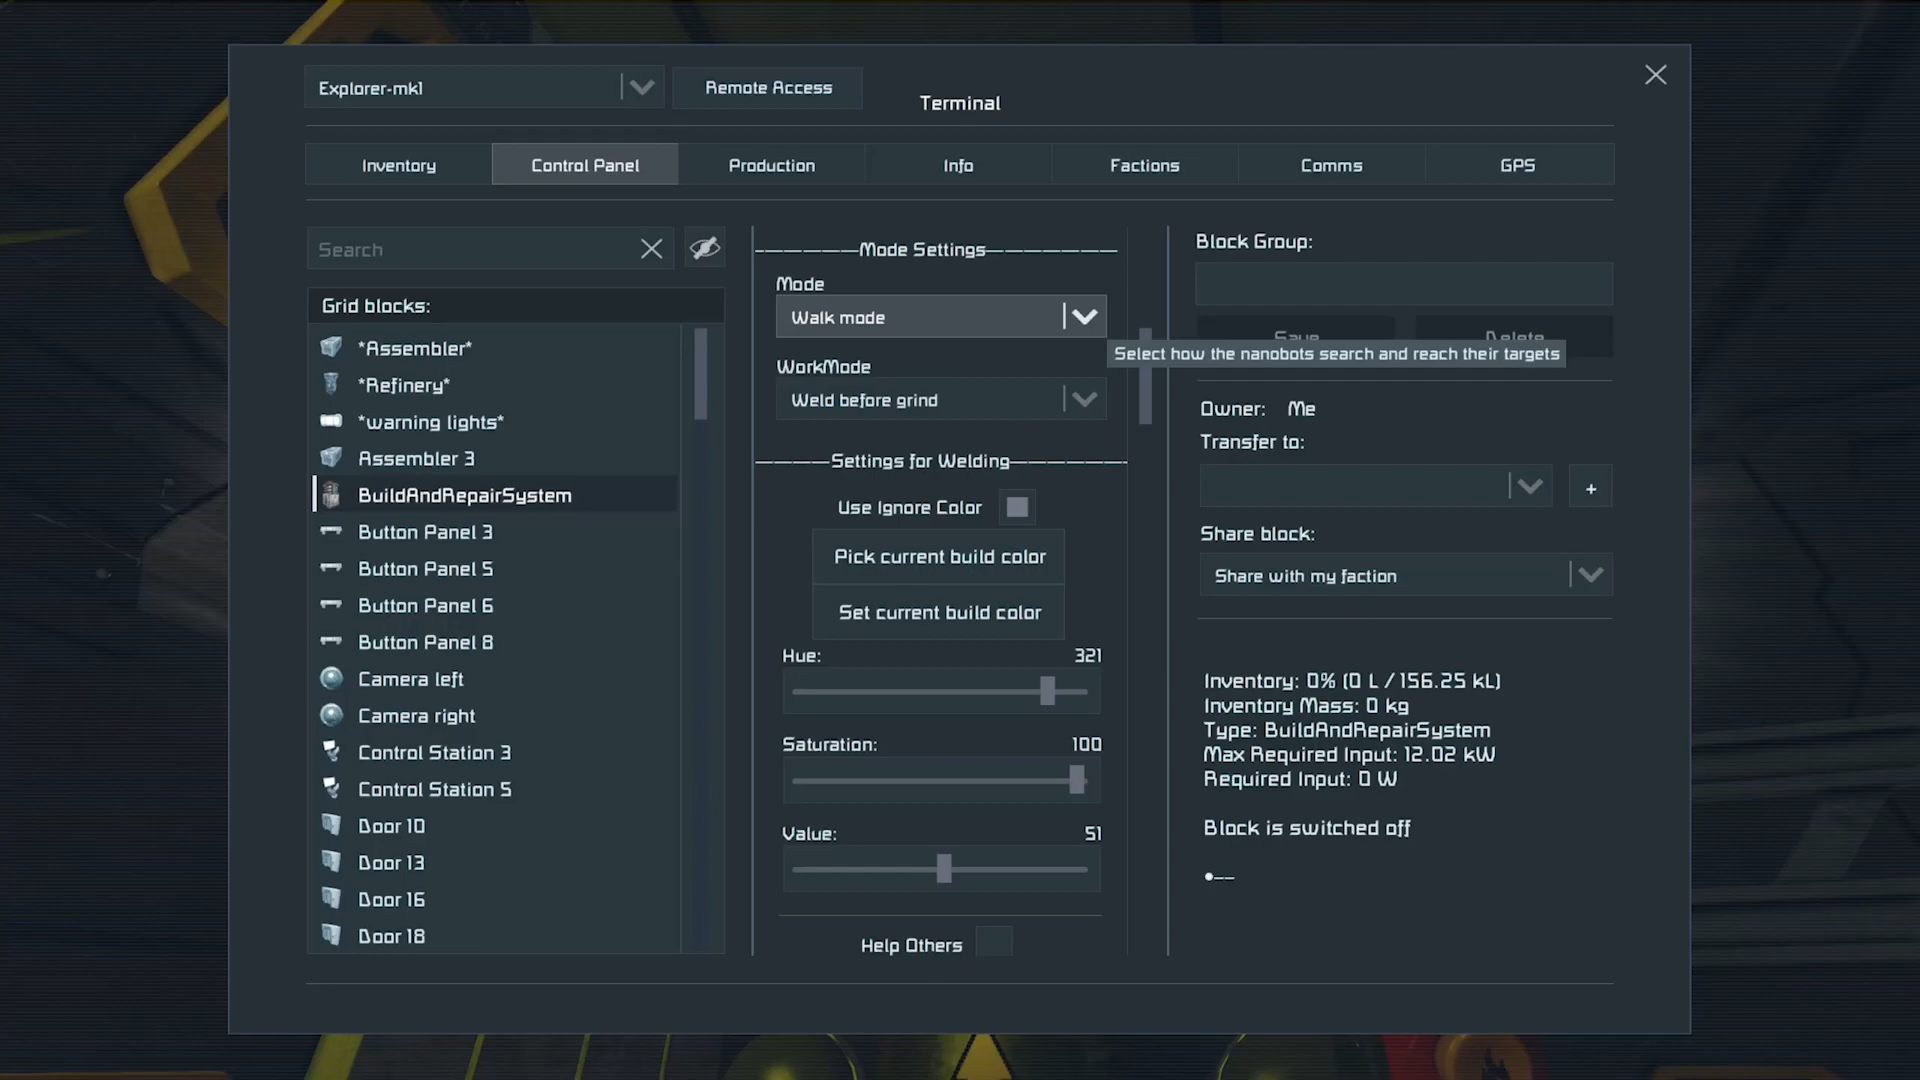 Explorer-mk1
Remote Access
Terminal
Inventory
Control Panel
Production
Info
Factions
Comms
GPS
Search
Grid blocks:
*Assembler*
*Refinery*
*warning lights*
Assembler 3
BuildAndRepairSystem
Button Panel 3
Button Panel 5
Button Panel 6
Button Panel 8
Camera left
Camera right
Control Station 3
Control Station 5
Door 10
Door 13
Door 16
Door 18
Mode Settings
Mode
Walk mode
Select how the nanobots search and reach their targets
WorkMode
Weld before grind
Settings for Welding
Use Ignore Color
Pick current build color
Set current build color
Hue: 321
Saturation: 100
Value: 51
Help Others
Block Group:
Save
Delete
Owner: Me
Transfer to:
+
Share block:
Share with my faction
Inventory: 0% (0 L / 156.25 kL)
Inventory Mass: 0 kg
Type: BuildAndRepairSystem
Max Required Input: 12.02 kW
Required Input: 0 W
Block is switched off